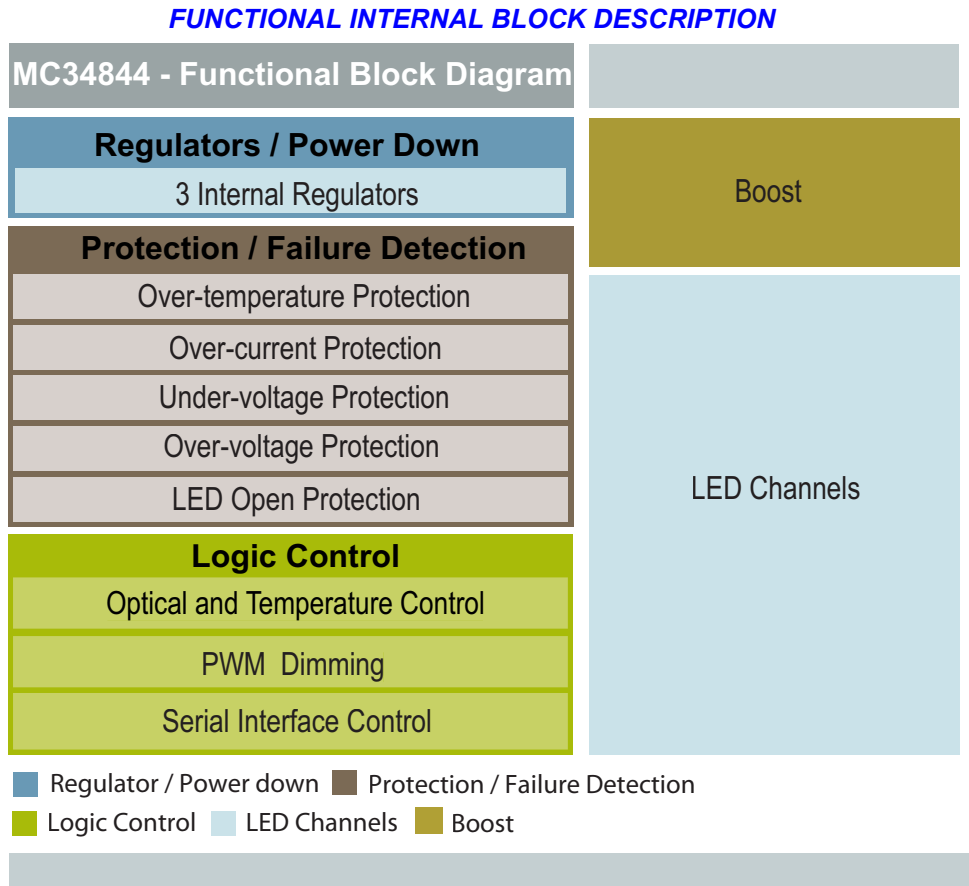 FUNCTIONAL INTERNAL BLOCK DESCRIPTION
MC34844 - Functional Block Diagram
Regulators / Power Down
3 Internal Regulators
Protection / Failure Detection
Over-temperature Protection
Over-current Protection
Under-voltage Protection
Over-voltage Protection
LED Open Protection
Logic Control
Optical and Temperature Control
PWM Dimming
Serial Interface Control
Boost
LED Channels
Regulator / Power down Protection / Failure Detection
Logic Control LED Channels Boost